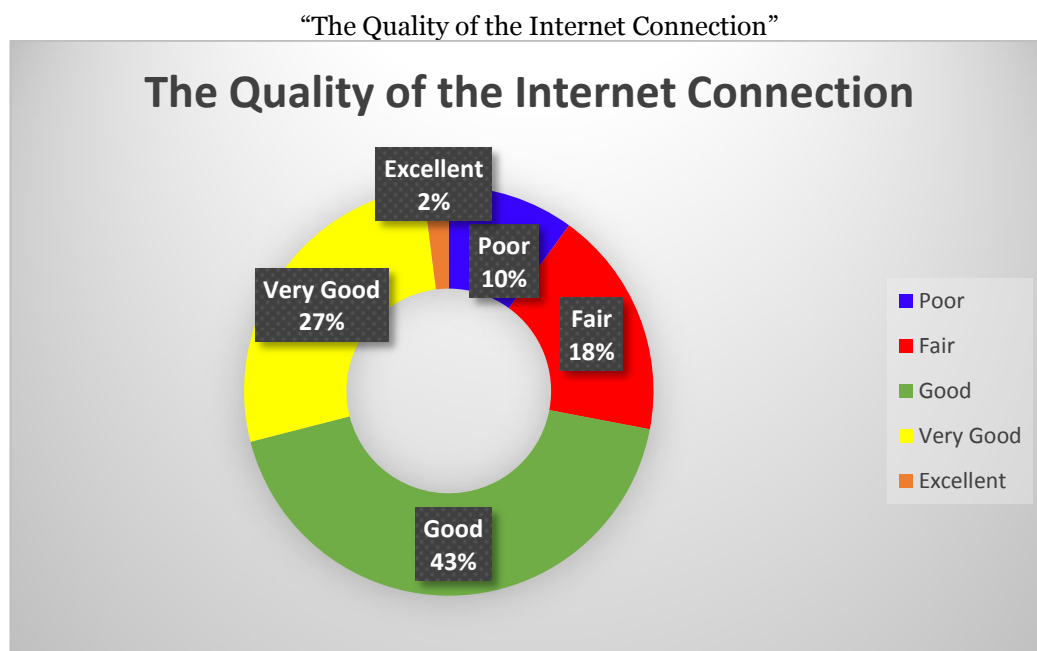 “The Quality of the Internet Connection”
The Quality of the Internet Connection
Excellent
2%
Poor
10%
Very Good
27%
Fair
18%
Good
43%
Poor
Fair
Good
Very Good
Excellent